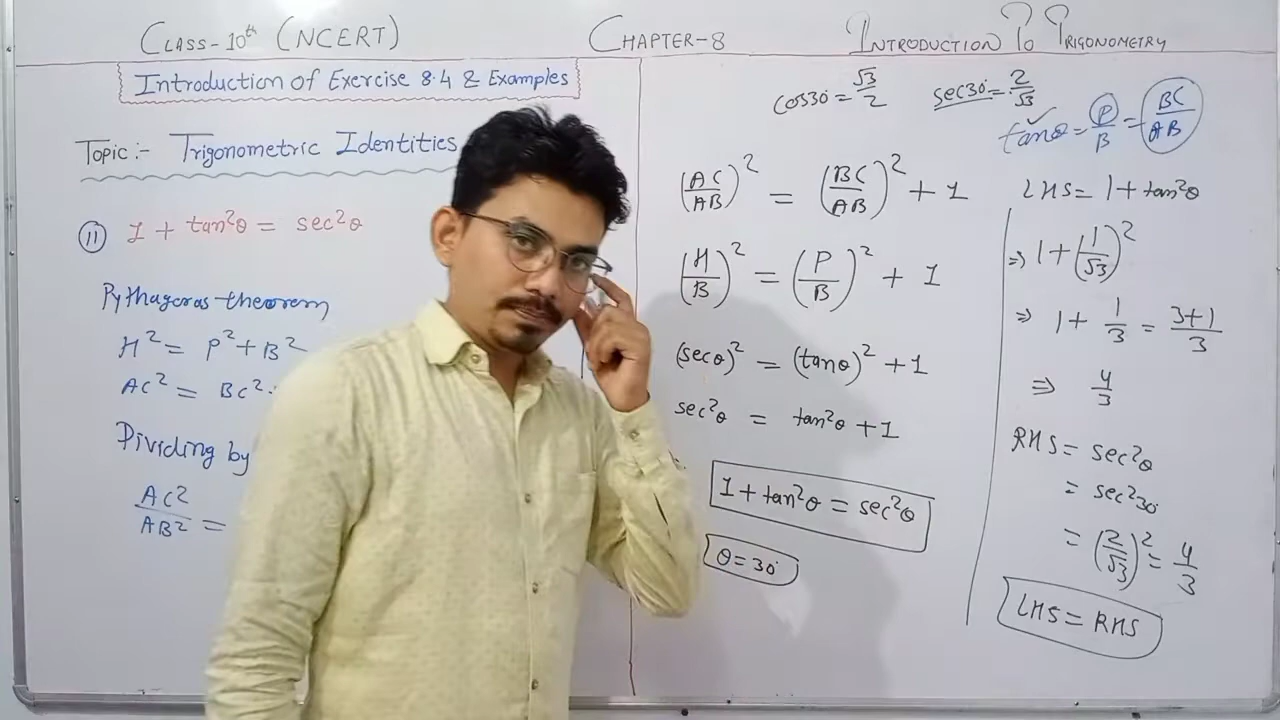 CLASS-10th (NCERT) CHAPTER-8 INTRODUCTION TO TRIGONOMETRY
Introduction of Exercise 8.4 & Examples
Topic:- Trigonometric Identities
(11) 1 + tan²θ = sec²θ
Pythagoras theorem
H² = P² + B²
AC² = BC²
Dividing by
AC²/AB² =
cos30° = √3/2 sec30° = 2/√3
tanθ = P/B = BC/AB
(AC/AB)² = (BC/AB)² + 1
(H/B)² = (P/B)² + 1
(secθ)² = (tanθ)² + 1
sec²θ = tan²θ + 1
1 + tan²θ = sec²θ
θ = 30°
LHS = 1 + tan²θ
⇒ 1 + (1/√3)²
⇒ 1 + 1/3 = 3+1/3
⇒ 4/3
RHS = sec²θ
= sec²30°
= (2/√3)² = 4/3
LHS = RHS